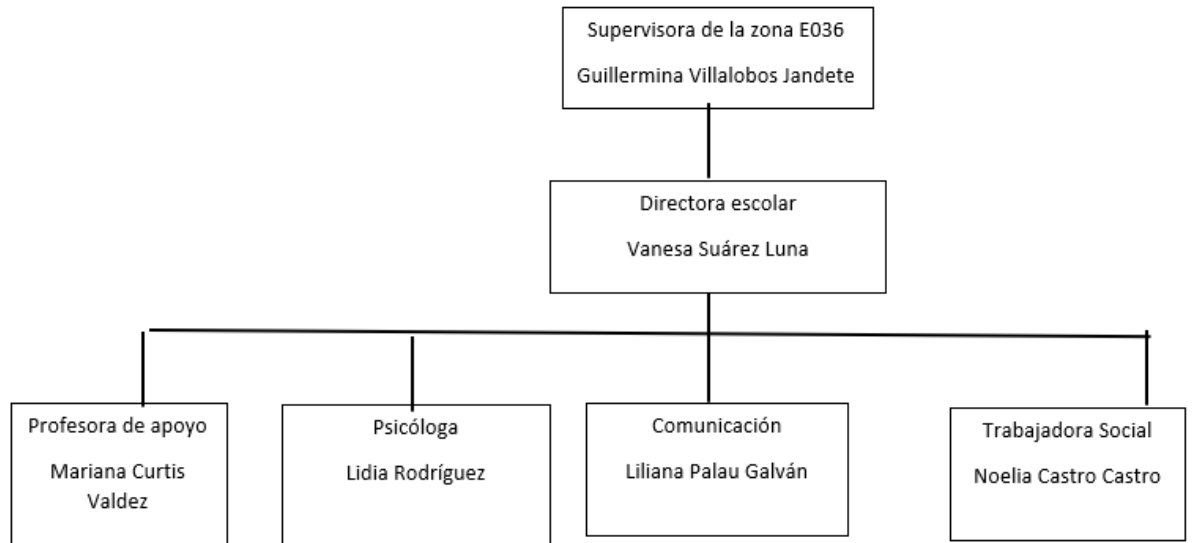 Supervisora de la zona E036
Guillermina Villalobos Jandete
Directora escolar
Vanesa Suárez Luna
Profesora de apoyo
Mariana Curtis
Valdez
Psicóloga
Lidia Rodríguez
Comunicación
Liliana Palau Galván
Trabajadora Social
Noelia Castro Castro